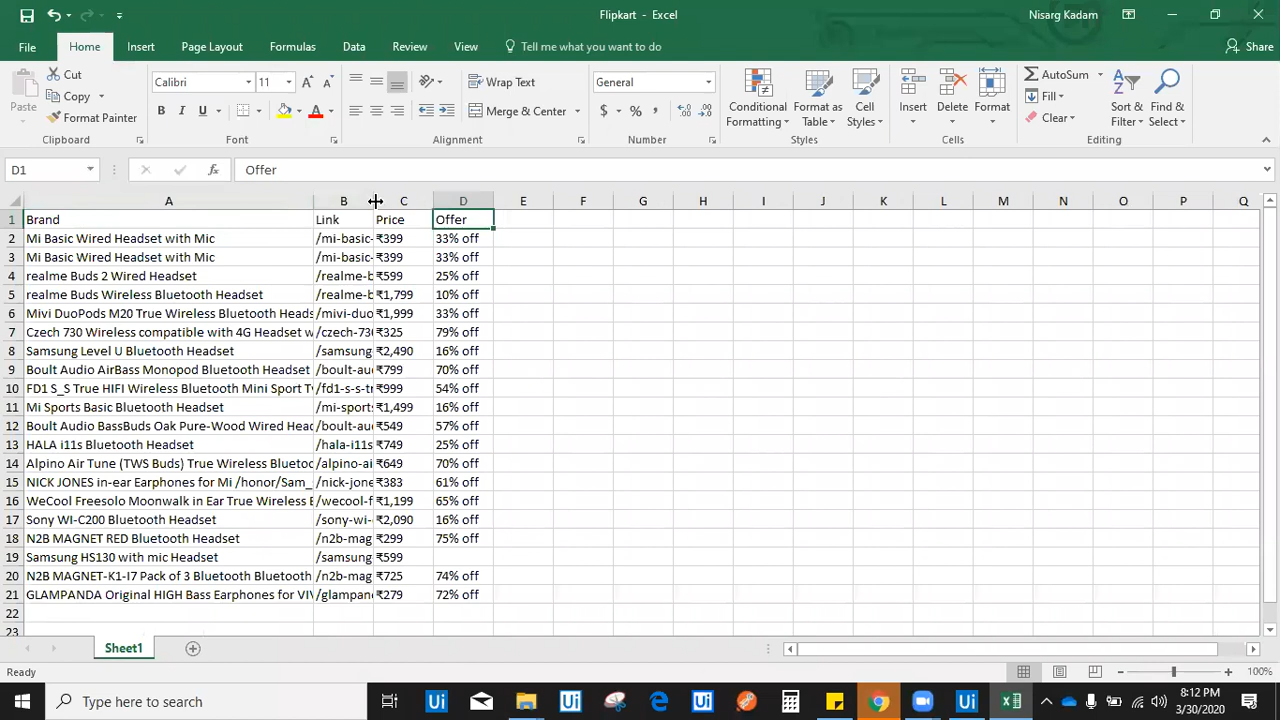 Flipkart - Excel
Nisarg Kadam
File Home Insert Page Layout Formulas Data Review View Tell me what you want to do Share
Paste
Cut
Copy
Format Painter
Clipboard
Calibri 11
B I U
Font
Wrap Text
Merge & Center
Alignment
General
$ % ,
Number
Conditional Formatting
Format as Table
Cell Styles
Styles
Insert Delete Format
Cells
AutoSum
Fill
Clear
Sort & Filter
Find & Select
Editing
D1 fx Offer
A B C D E F G H I J K L M N O P Q
1 Brand Link Price Offer
2 Mi Basic Wired Headset with Mic /mi-basic- ₹399 33% off
3 Mi Basic Wired Headset with Mic /mi-basic- ₹399 33% off
4 realme Buds 2 Wired Headset /realme-b ₹599 25% off
5 realme Buds Wireless Bluetooth Headset /realme-b ₹1,799 10% off
6 Mivi DuoPods M20 True Wireless Bluetooth Heads /mivi-duo ₹1,999 33% off
7 Czech 730 Wireless compatible with 4G Headset w /czech-730 ₹325 79% off
8 Samsung Level U Bluetooth Headset /samsung ₹2,490 16% off
9 Boult Audio AirBass Monopod Bluetooth Headset /boult-au ₹799 70% off
10 FD1 S_S True HIFI Wireless Bluetooth Mini Sport T /fd1-s-s-tr ₹999 54% off
11 Mi Sports Basic Bluetooth Headset /mi-sports ₹1,499 16% off
12 Boult Audio BassBuds Oak Pure-Wood Wired Hea /boult-au ₹549 57% off
13 HALA i11s Bluetooth Headset /hala-i11s ₹749 25% off
14 Alpino Air Tune (TWS Buds) True Wireless Bluetoo /alpino-ai ₹649 70% off
15 NICK JONES in-ear Earphones for Mi /honor/Sam_ /nick-jone ₹383 61% off
16 WeCool Freesolo Moonwalk in Ear True Wireless E /wecool-f ₹1,199 65% off
17 Sony WI-C200 Bluetooth Headset /sony-wi- ₹2,090 16% off
18 N2B MAGNET RED Bluetooth Headset /n2b-mag ₹299 75% off
19 Samsung HS130 with mic Headset /samsung ₹599
20 N2B MAGNET-K1-I7 Pack of 3 Bluetooth Bluetooth /n2b-mag ₹725 74% off
21 GLAMPANDA Original HIGH Bass Earphones for VIV /glampan ₹279 72% off
22
23
Sheet1
Ready
100%
Type here to search
8:12 PM
3/30/2020